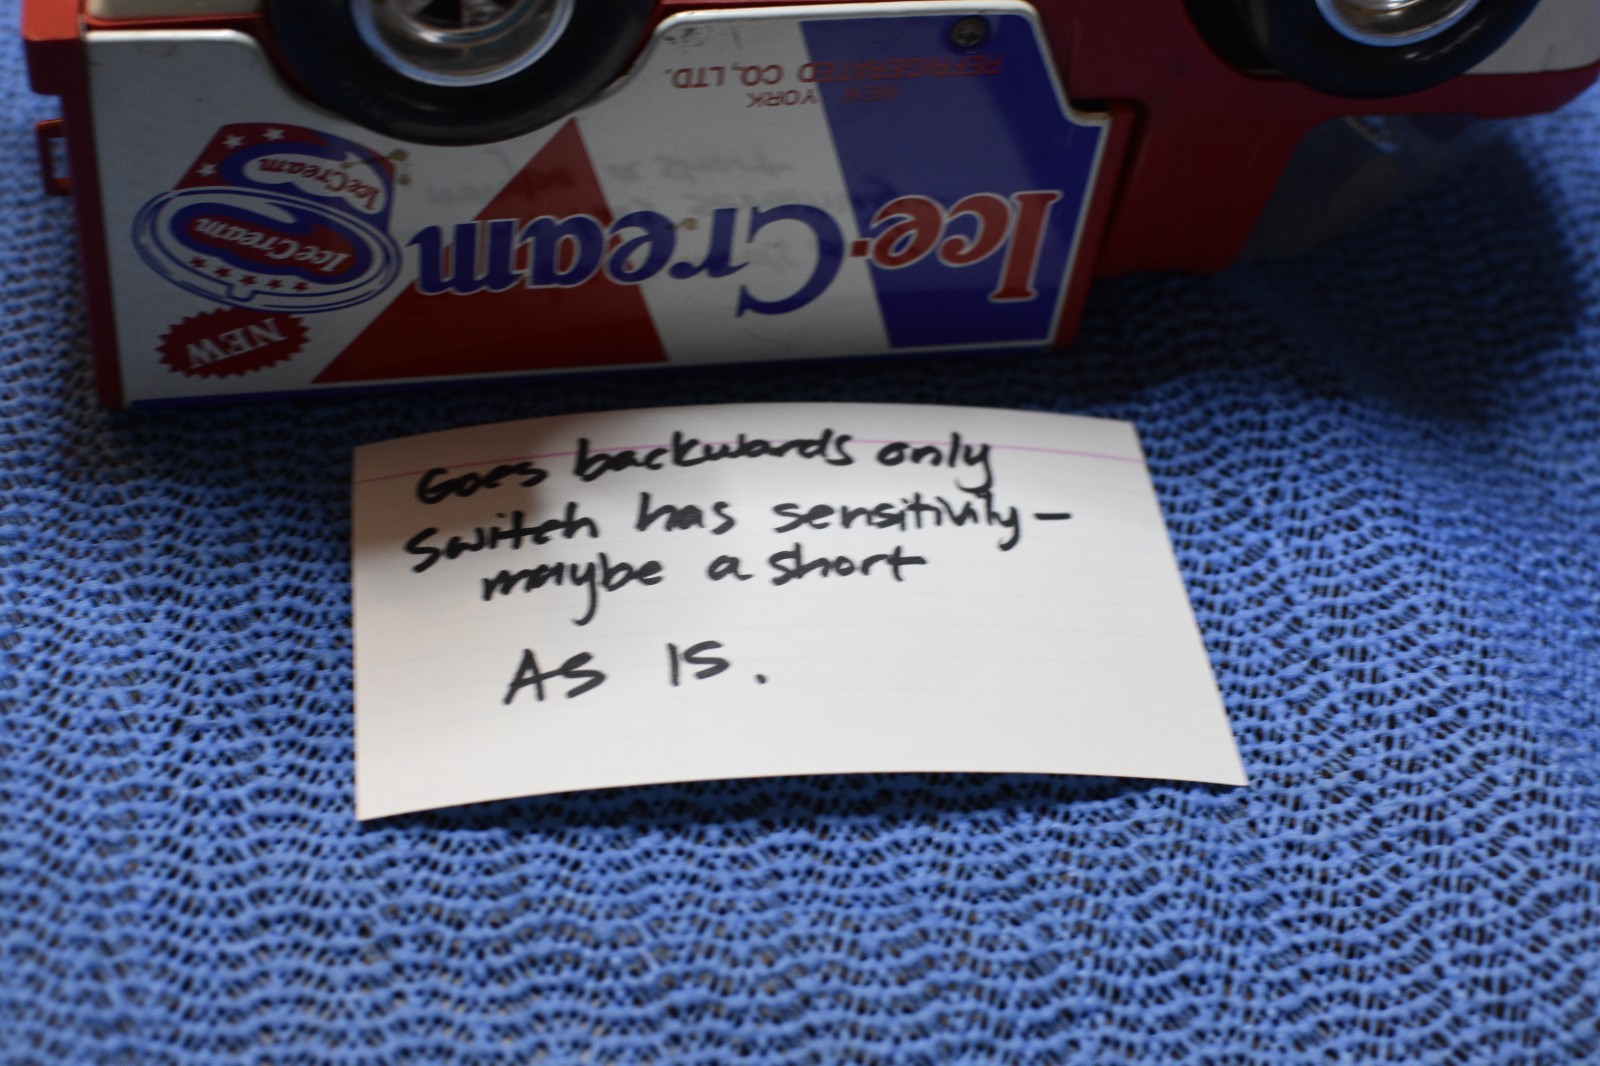 NEW YORK
REFRIGERATED CO., LTD.
Ice-Cream
IceCream
IceCream
NEW
Goes backwards only
Switch has sensitivity –
maybe a short
AS IS.